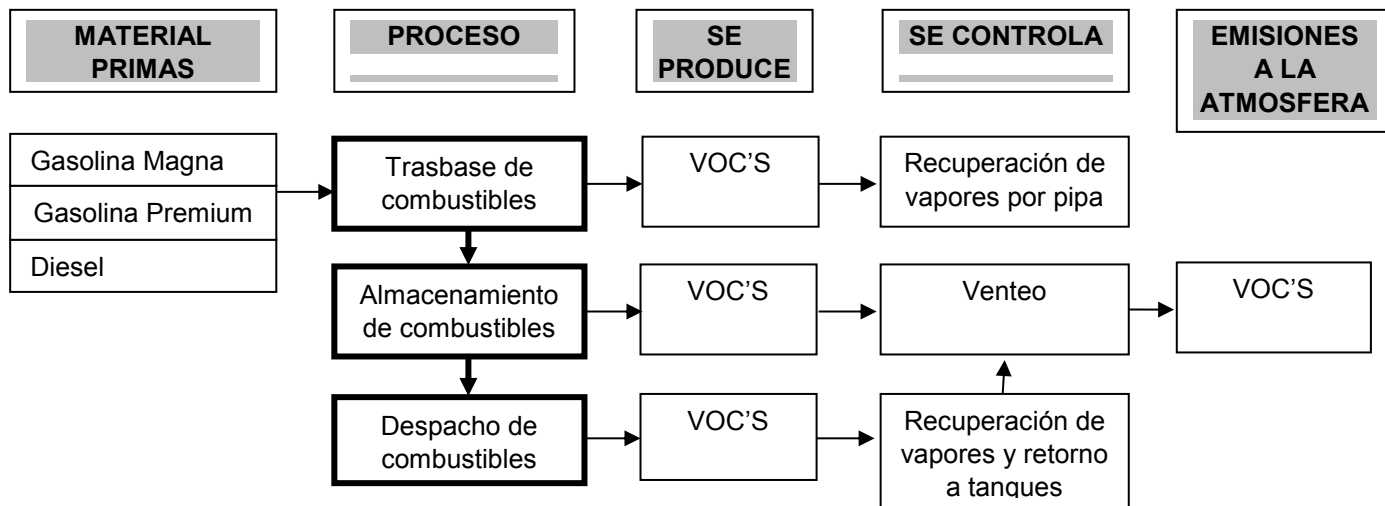 MATERIAL
PRIMAS
PROCESO
SE
PRODUCE
SE CONTROLA
EMISIONES
A LA
ATMOSFERA
Gasolina Magna
Gasolina Premium
Diesel
Trasbase de
combustibles
VOC’S
Recuperación de
vapores por pipa
Almacenamiento
de combustibles
VOC’S
Venteo
VOC’S
Despacho de
combustibles
VOC’S
Recuperación de
vapores y retorno
a tanques